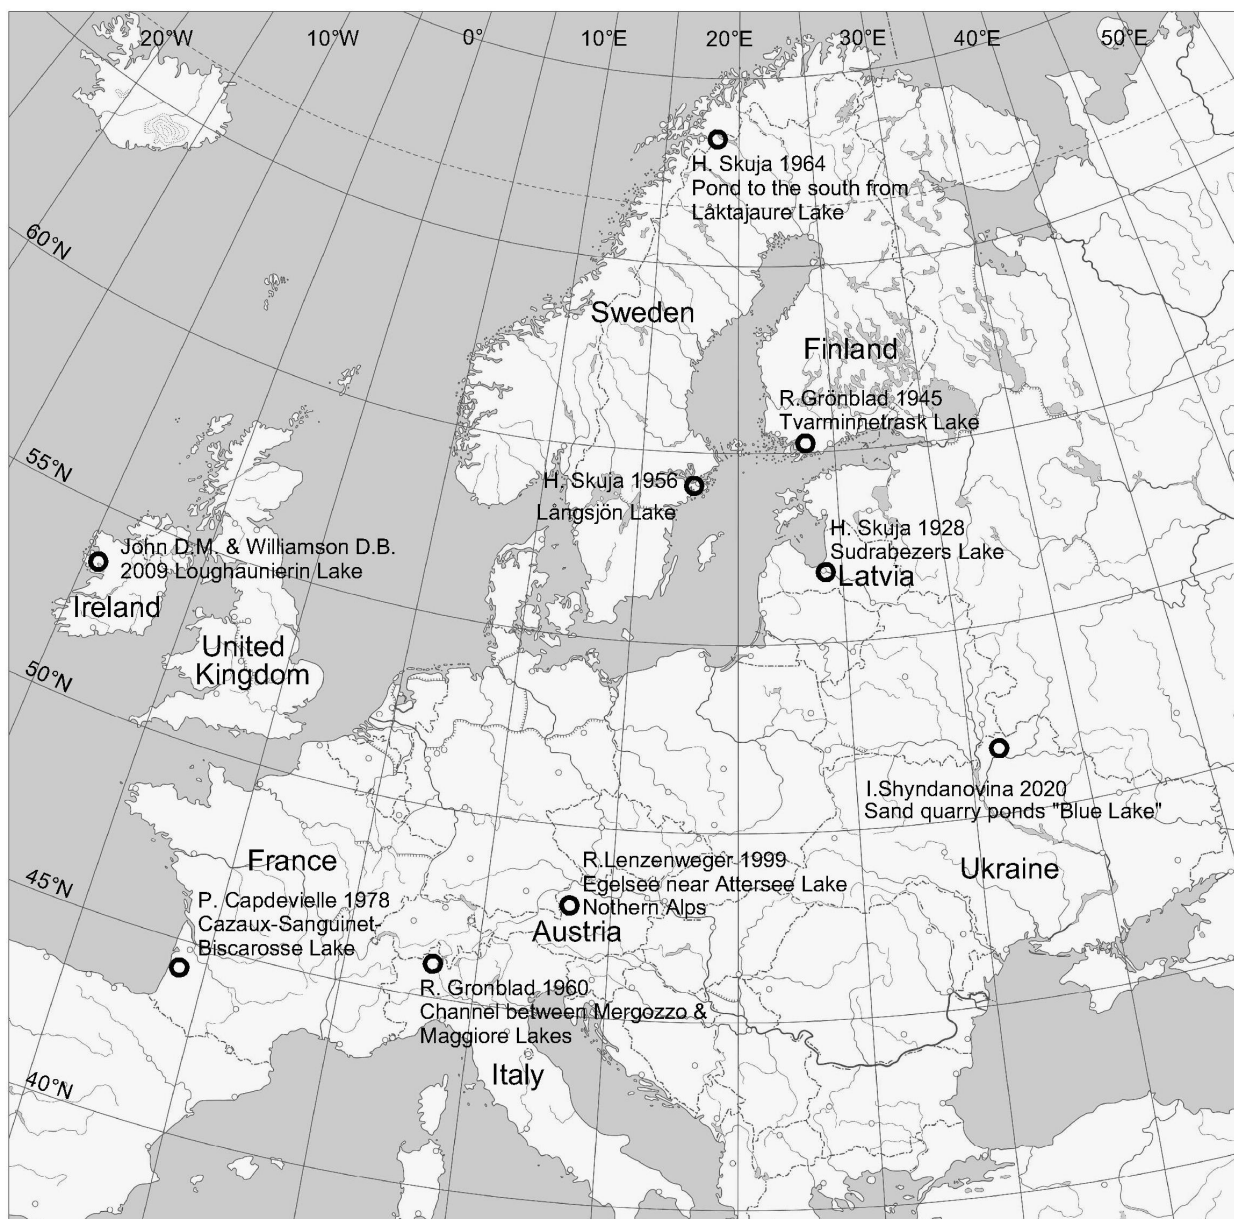 20°W
10°W
0°
10°E
20°E
30°E
40°E
50°E
60°N
55°N
50°N
45°N
40°N
H. Skuja 1964
Pond to the south from
Låktajaure Lake
Sweden
Finland
R.Grönblad 1945
Tvarminnetrask Lake
H. Skuja 1956
Långsjön Lake
H. Skuja 1928
Sudrabezers Lake
Latvia
John D.M. & Williamson D.B.
2009 Loughaunierin Lake
Ireland
United
Kingdom
I.Shyndanovina 2020
Sand quarry ponds "Blue Lake"
Ukraine
France
P. Capdevielle 1978
Cazaux-Sanguinet-
Biscarosse Lake
R.Lenzenweger 1999
Egelsee near Attersee Lake
Nothern Alps
Austria
R. Gronblad 1960
Channel between Mergozzo &
Maggiore Lakes
Italy